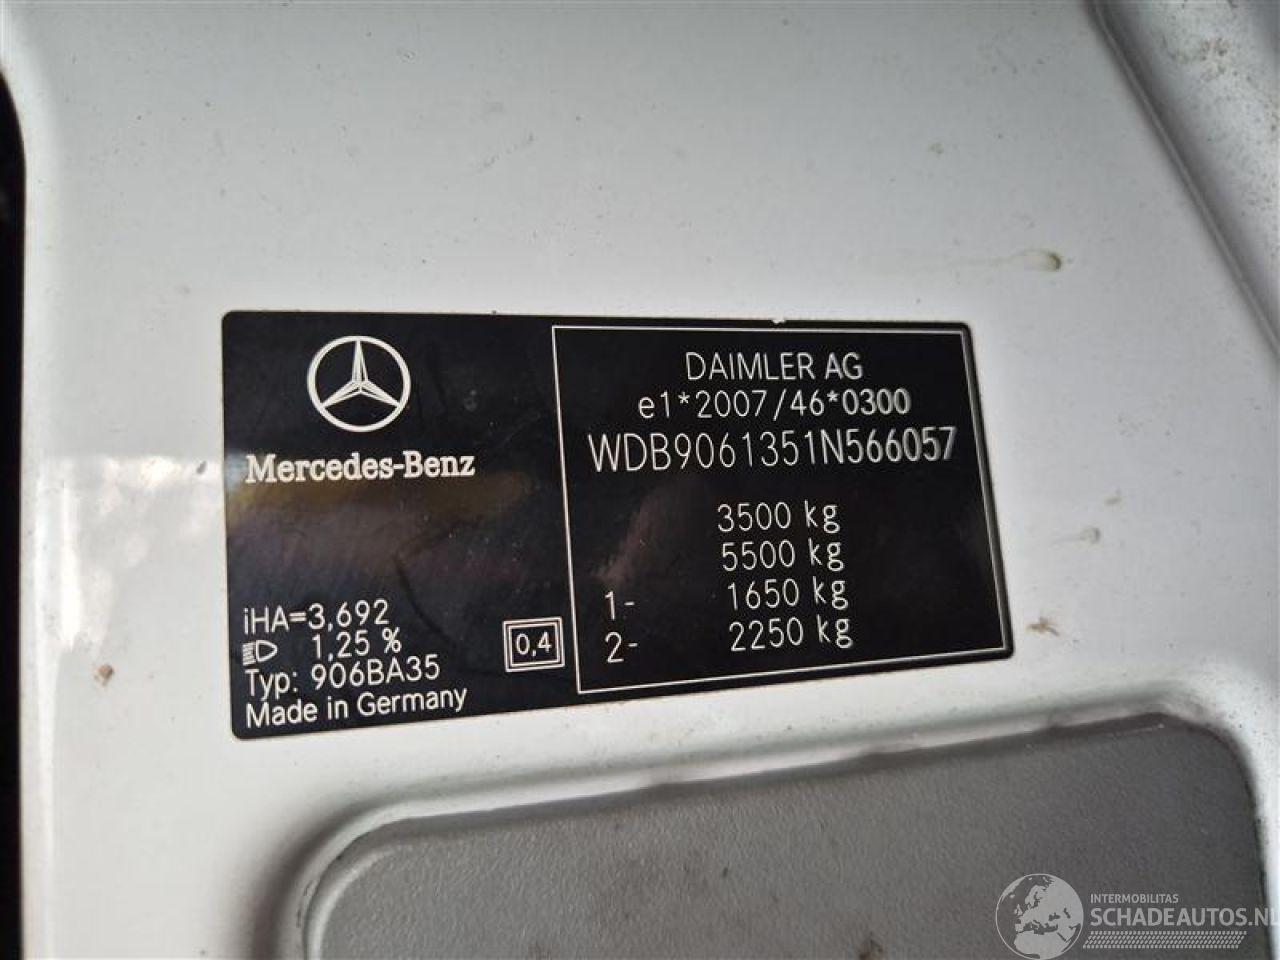 Mercedes-Benz
iHA=3,692
1,25 %
Typ: 906BA35
Made in Germany
0,4
DAIMLER AG
e1*2007/46*0300
WDB9061351N566057
3500 kg
5500 kg
1- 1650 kg
2- 2250 kg
INTERMOBILITAS
SCHADEAUTOS.NL